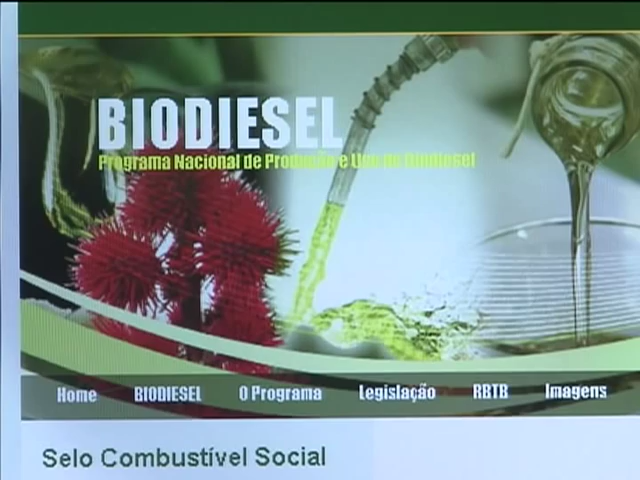 BIODIESEL
Programa Nacional de Produção e Uso de Biodiesel
Home BIODIESEL O Programa Legislação RBTB Imagens
Selo Combustível Social